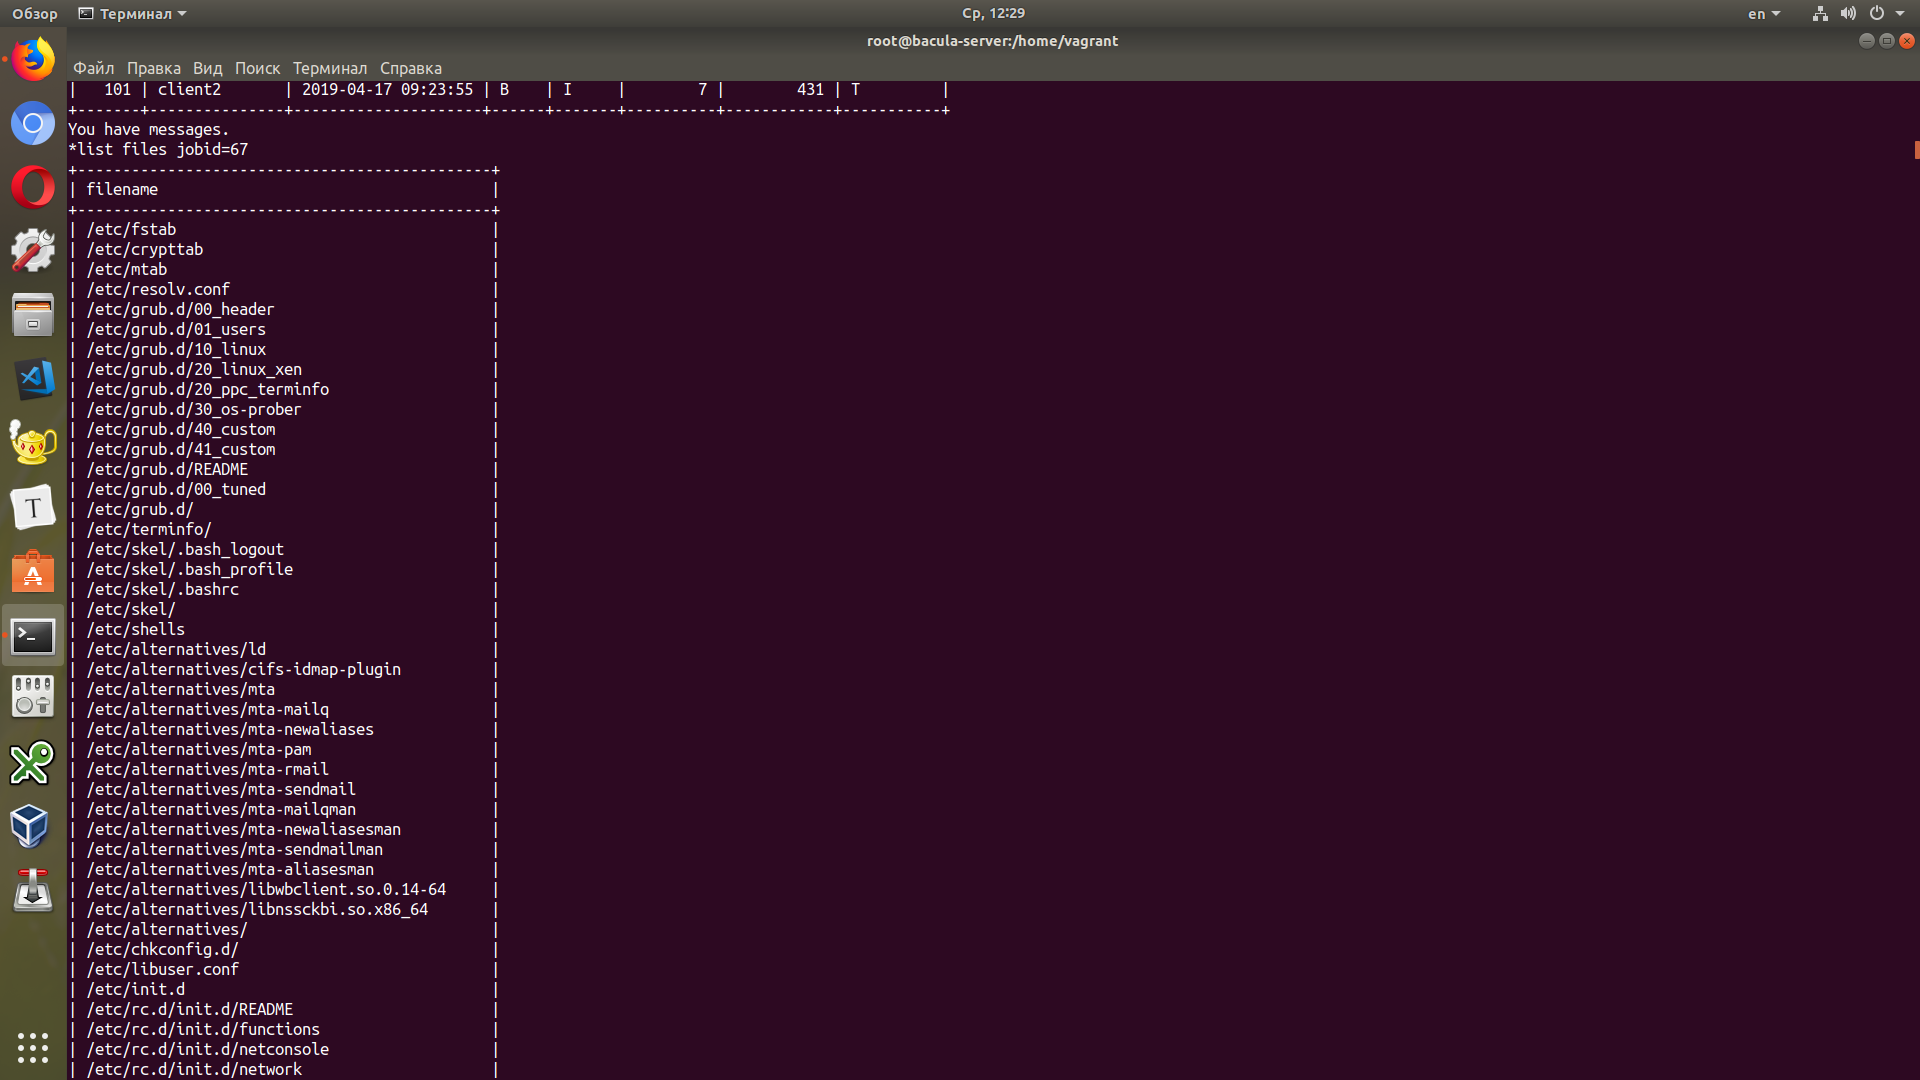 Обзор Терминал Ср, 12:29 en
root@bacula-server:/home/vagrant
Файл Правка Вид Поиск Терминал Справка
| 101 | client2 | 2019-04-17 09:23:55 | B | I | 7 | 431 | T |
+-------+---------------+---------------------+------+-------+----------+------------+-----------+
You have messages.
*list files jobid=67
+----------------------------------------------+
| filename |
+----------------------------------------------+
| /etc/fstab |
| /etc/crypttab |
| /etc/mtab |
| /etc/resolv.conf |
| /etc/grub.d/00_header |
| /etc/grub.d/01_users |
| /etc/grub.d/10_linux |
| /etc/grub.d/20_linux_xen |
| /etc/grub.d/20_ppc_terminfo |
| /etc/grub.d/30_os-prober |
| /etc/grub.d/40_custom |
| /etc/grub.d/41_custom |
| /etc/grub.d/README |
| /etc/grub.d/00_tuned |
| /etc/grub.d/ |
| /etc/terminfo/ |
| /etc/skel/.bash_logout |
| /etc/skel/.bash_profile |
| /etc/skel/.bashrc |
| /etc/skel/ |
| /etc/shells |
| /etc/alternatives/ld |
| /etc/alternatives/cifs-idmap-plugin |
| /etc/alternatives/mta |
| /etc/alternatives/mta-mailq |
| /etc/alternatives/mta-newaliases |
| /etc/alternatives/mta-pam |
| /etc/alternatives/mta-rmail |
| /etc/alternatives/mta-sendmail |
| /etc/alternatives/mta-mailqman |
| /etc/alternatives/mta-newaliasesman |
| /etc/alternatives/mta-sendmailman |
| /etc/alternatives/mta-aliasesman |
| /etc/alternatives/libwbclient.so.0.14-64 |
| /etc/alternatives/libnssckbi.so.x86_64 |
| /etc/alternatives/ |
| /etc/chkconfig.d/ |
| /etc/libuser.conf |
| /etc/init.d |
| /etc/rc.d/init.d/README |
| /etc/rc.d/init.d/functions |
| /etc/rc.d/init.d/netconsole |
| /etc/rc.d/init.d/network |